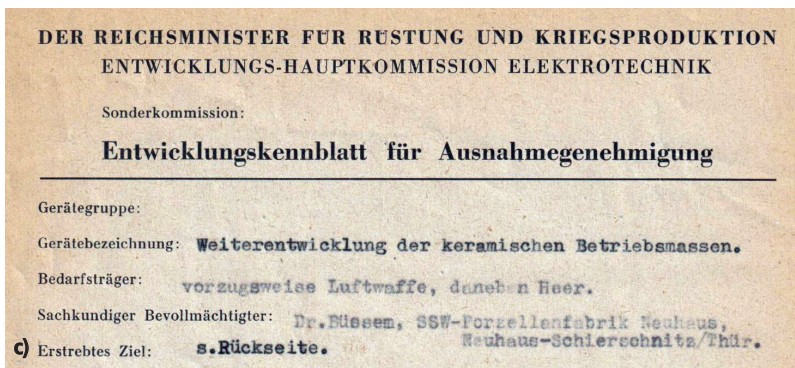 DER REICHSMINISTER FÜR RÜSTUNG UND KRIEGSPRODUKTION
ENTWICKLUNGS-HAUPTKOMMISSION ELEKTROTECHNIK
Sonderkommission:
Entwicklungskennblatt für Ausnahmegenehmigung
Gerätegruppe:
Gerätebezeichnung: Weiterentwicklung der keramischen Betriebsmassen.
Bedarfsträger: vorzugsweise Luftwaffe, daneben Heer.
Sachkundiger Bevollmächtigter: Dr.Büssem, SSW-Porzellanfabrik Neuhaus,
Neuhaus-Schierschnitz/Thür.
c) Erstrebtes Ziel: s.Rückseite.